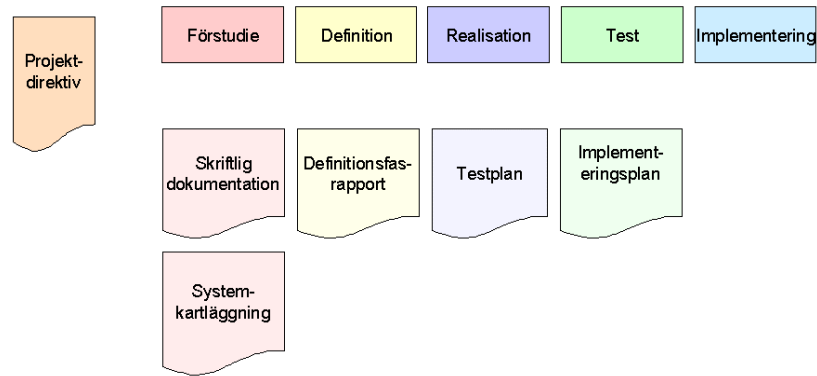 Projekt-
direktiv
Förstudie
Definition
Realisation
Test
Implementering
Skriftlig
dokumentation
Definitionsfas-
rapport
Testplan
Implement-
eringsplan
System-
kartläggning